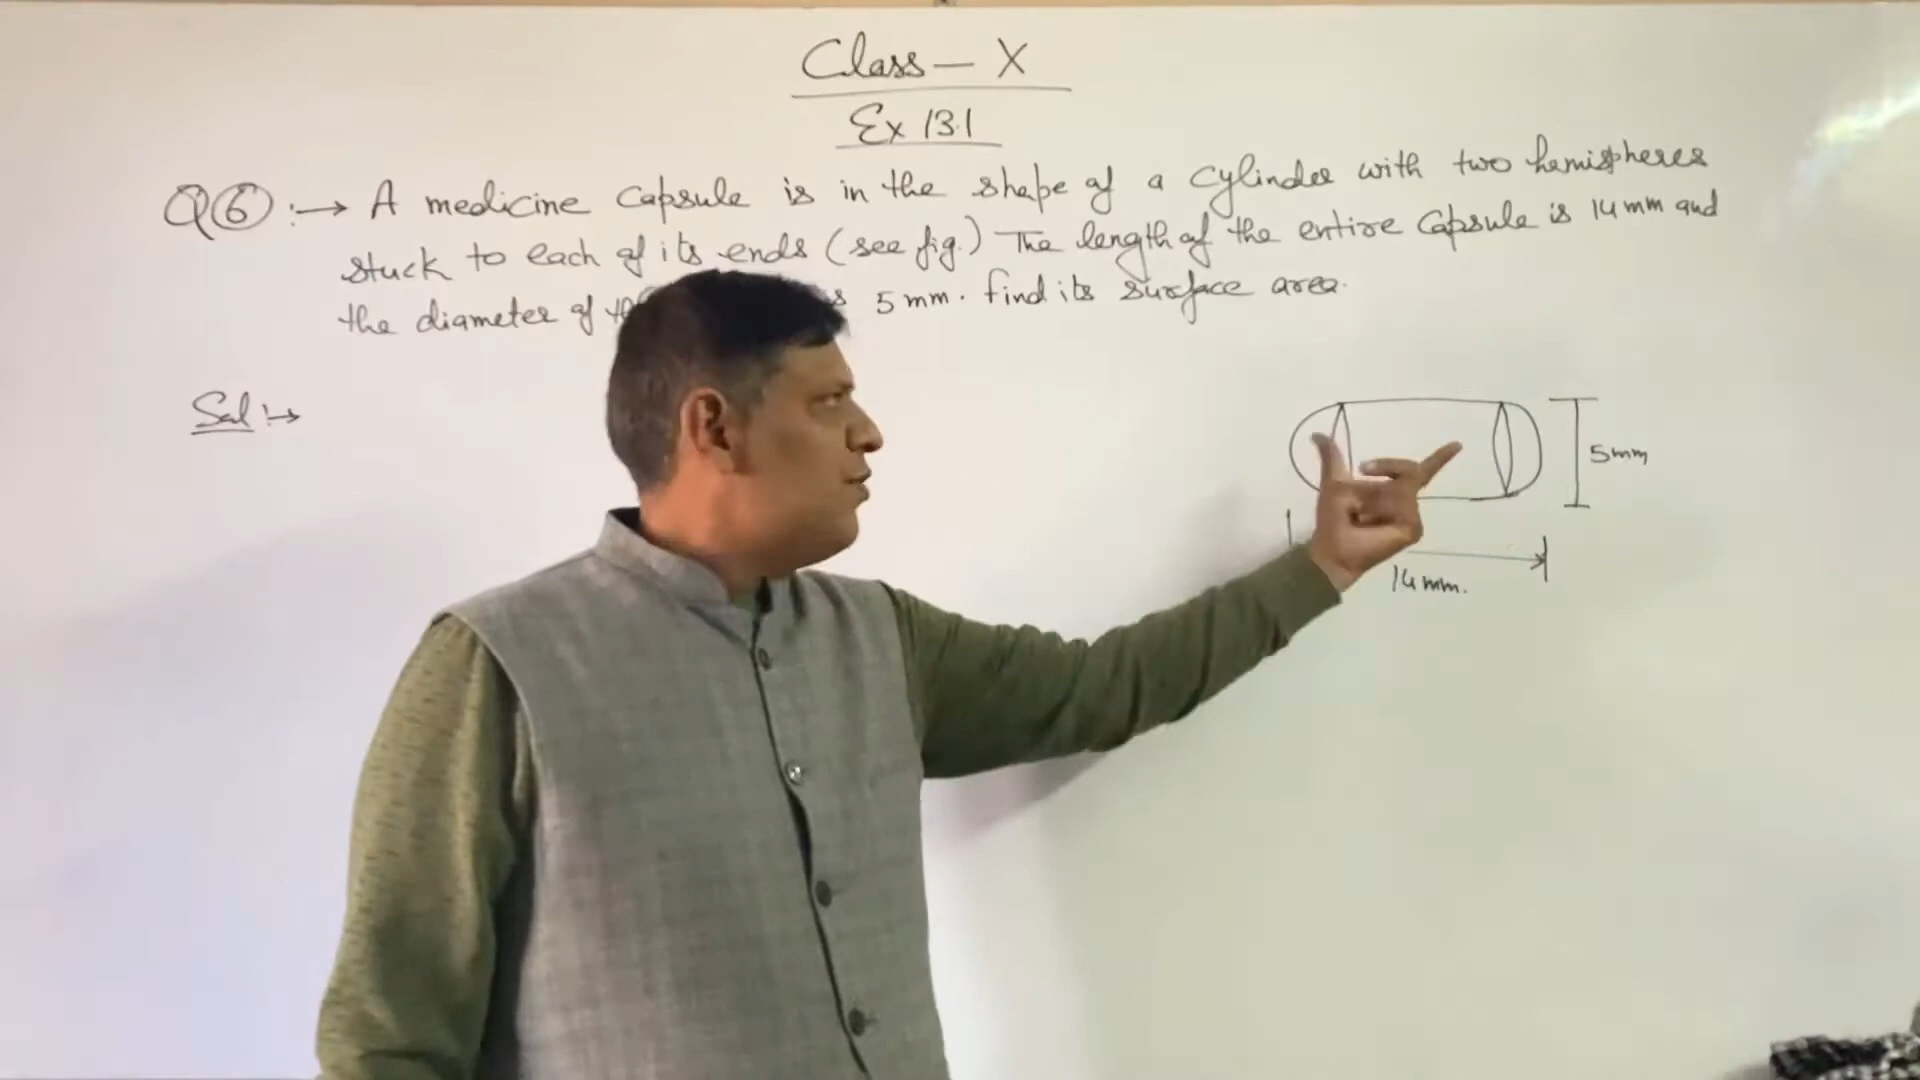 Class - X
Ex 13.1
Q6 :→ A medicine capsule is in the shape of a cylinder with two hemispheres
stuck to each of its ends (see fig.) The length of the entire capsule is 14 mm and
the diameter of 5 mm. find its surface area.
Sol :→
5mm
14mm.